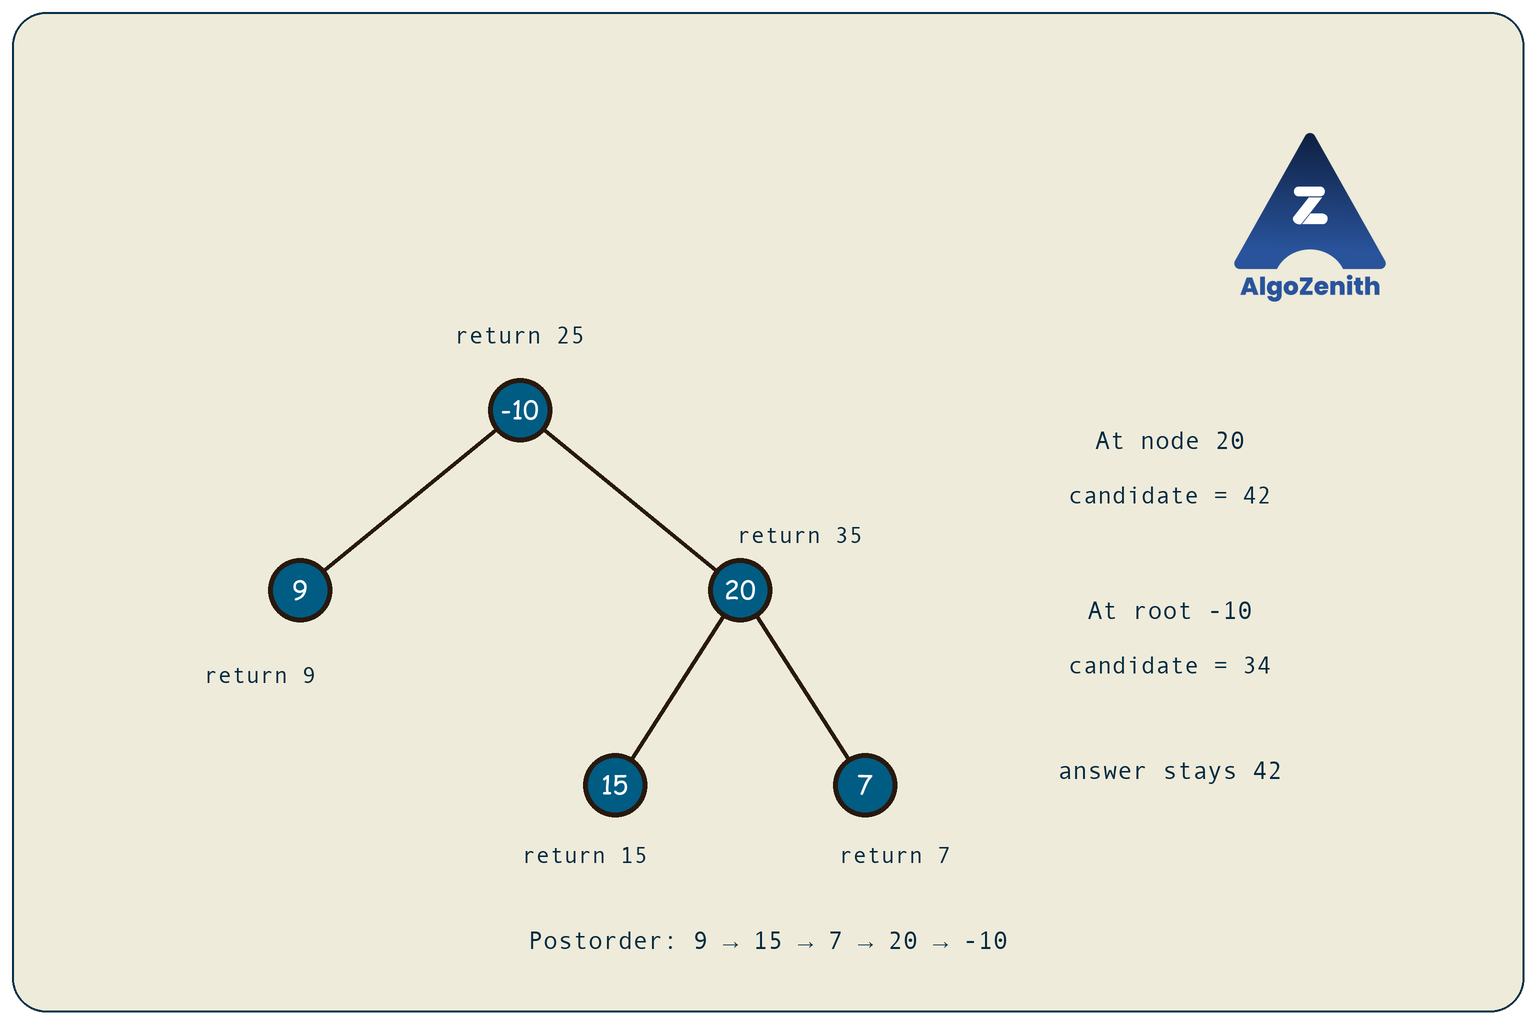 Z
AlgoZenith
return 25
-10
At node 20
candidate = 42
return 35
9
20
At root -10
candidate = 34
return 9
answer stays 42
15
7
return 15
return 7
Postorder: 9 → 15 → 7 → 20 → -10